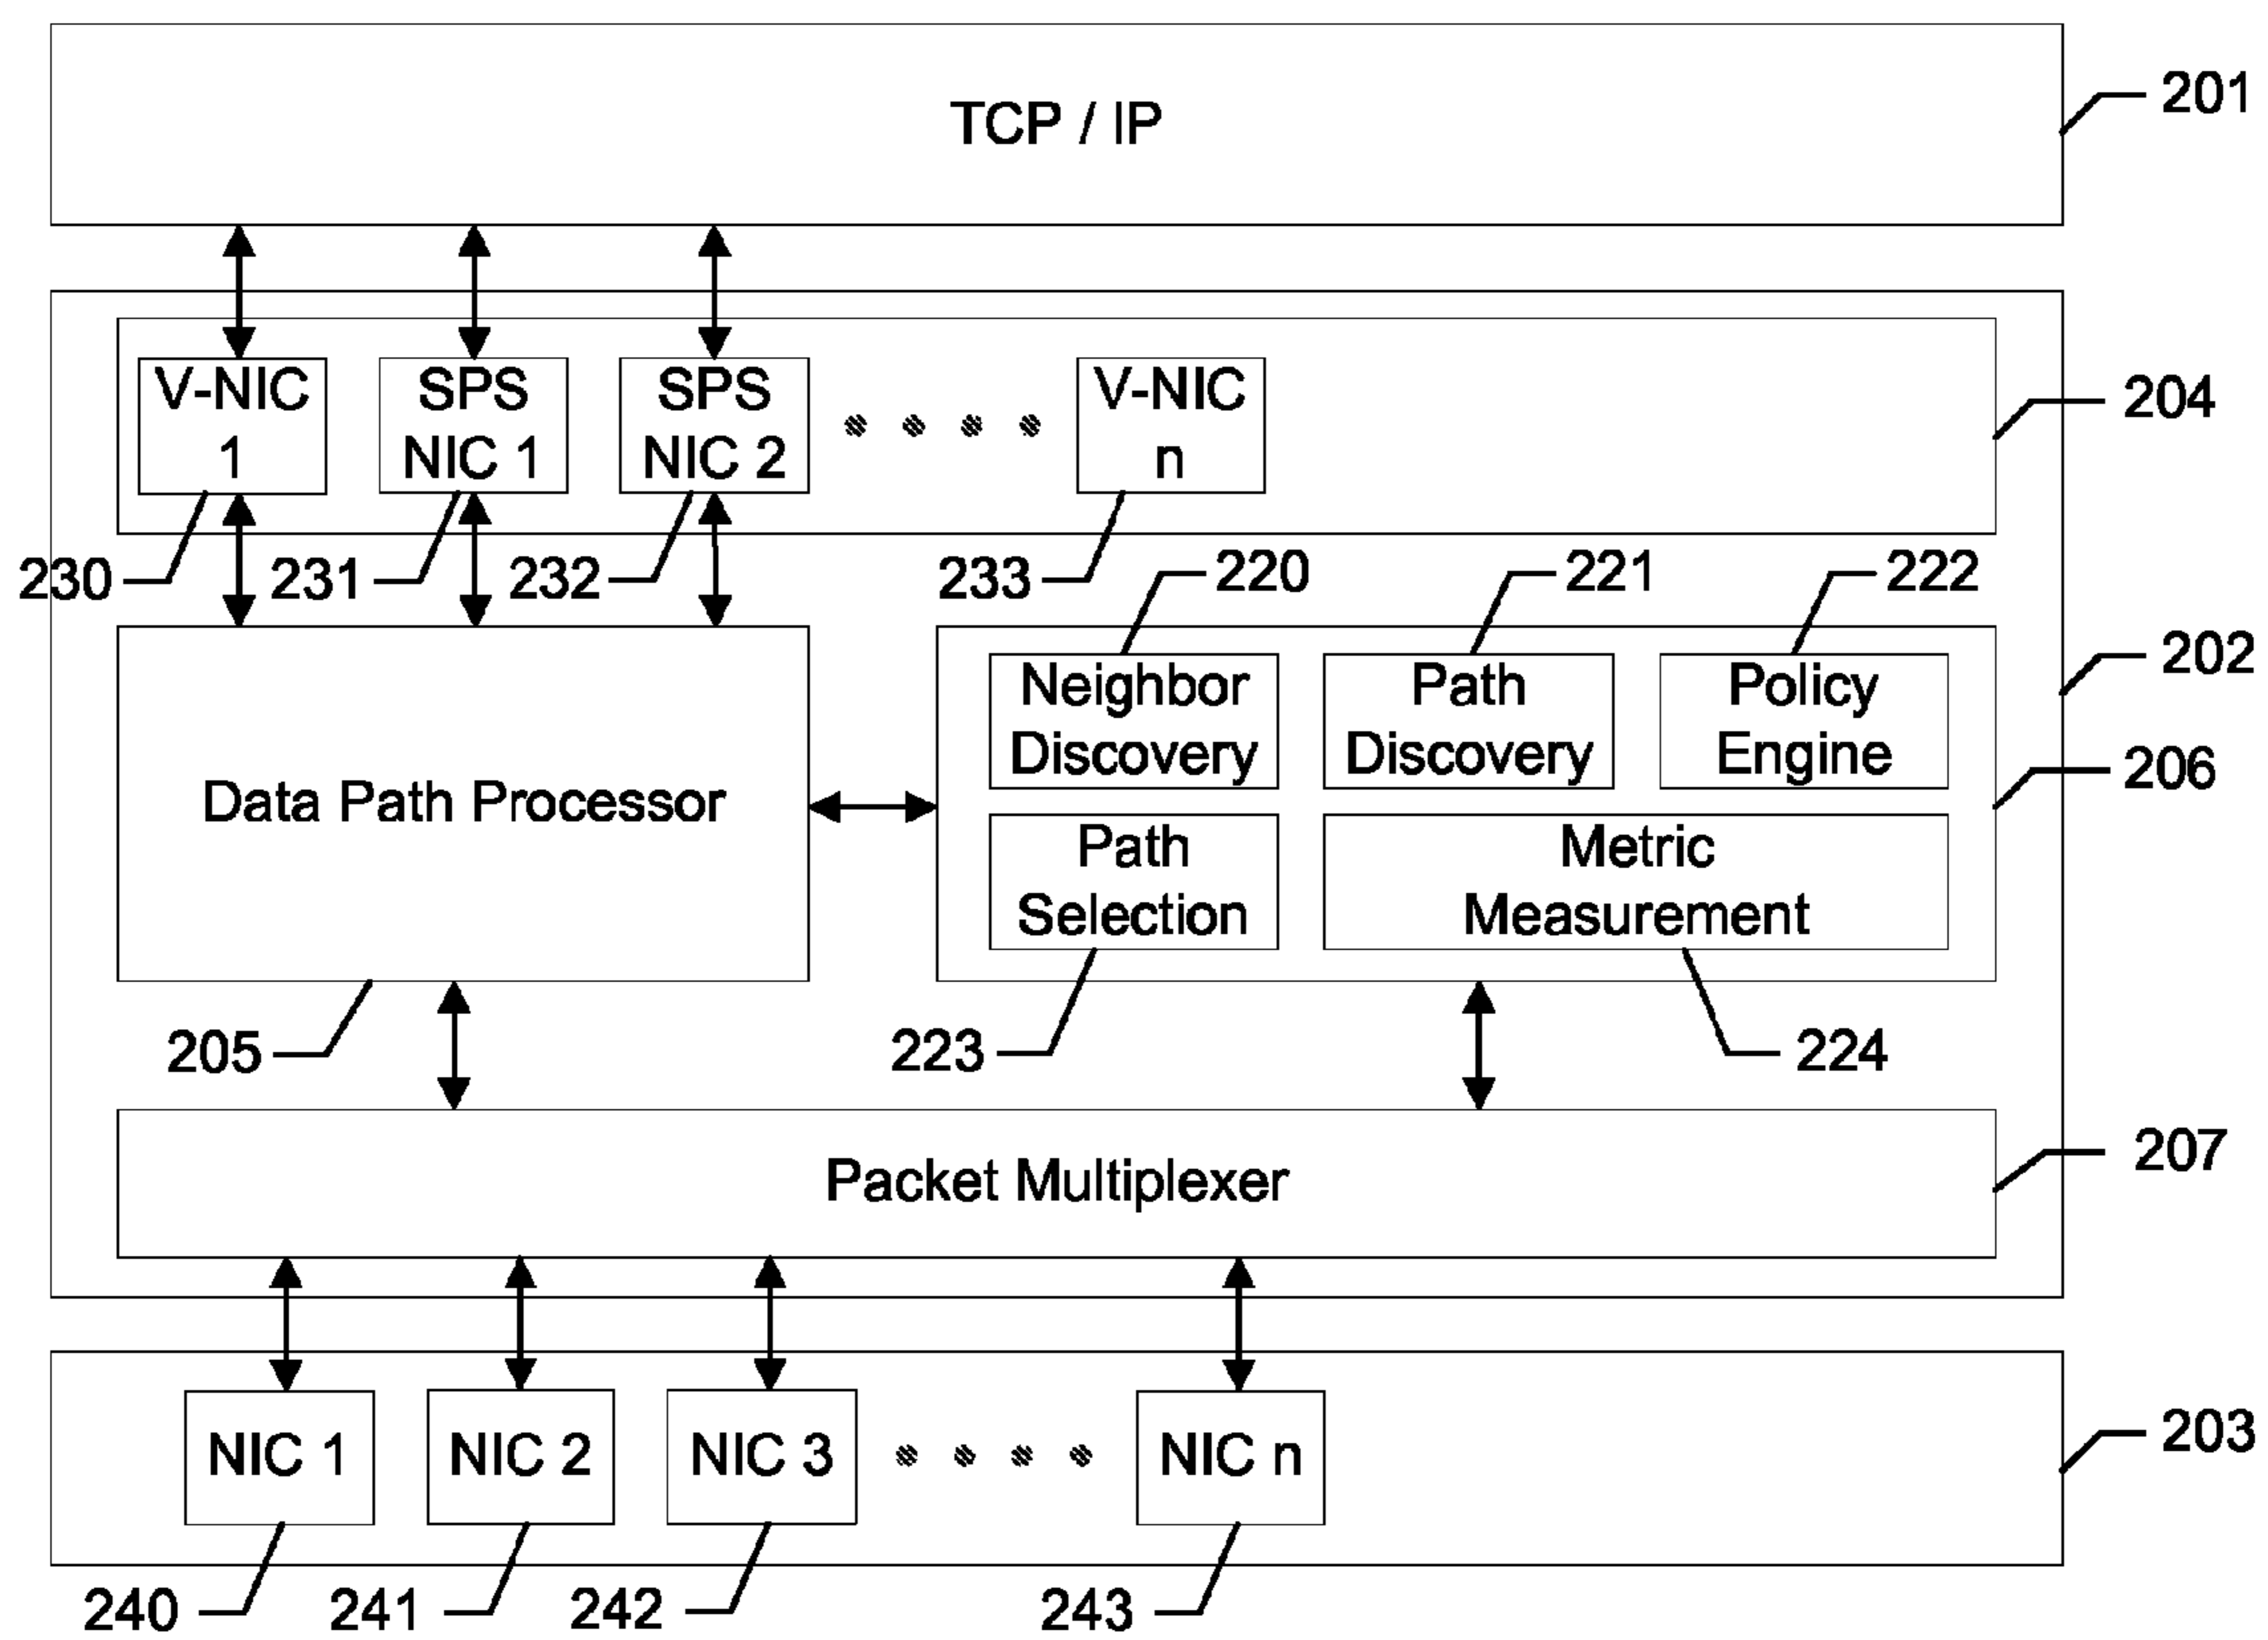 TCP / IP
201
V-NIC
1
SPS
NIC 1
SPS
NIC 2
V-NIC
n
204
230
231
232
233
220
221
222
202
Neighbor
Discovery
Path
Discovery
Policy
Engine
206
Data Path Processor
Path
Selection
Metric
Measurement
205
223
224
Packet Multiplexer
207
NIC 1
NIC 2
NIC 3
NIC n
203
240
241
242
243